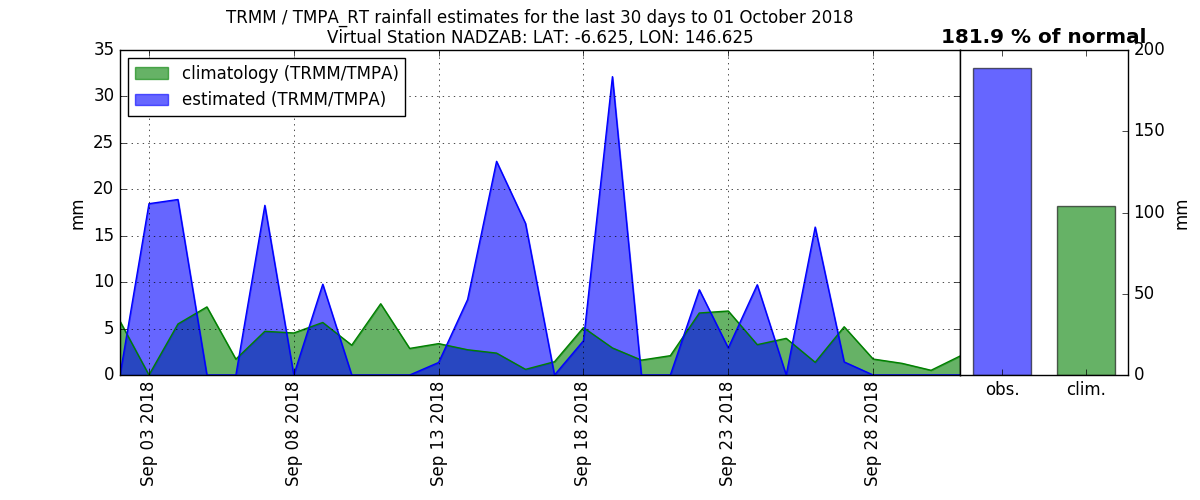 TRMM / TMPA_RT rainfall estimates for the last 30 days to 01 October 2018
Virtual Station NADZAB: LAT: -6.625, LON: 146.625
181.9 % of normal
climatology (TRMM/TMPA)
estimated (TRMM/TMPA)
35
30
25
20
15
10
5
0
mm
Sep 03 2018
Sep 08 2018
Sep 13 2018
Sep 18 2018
Sep 23 2018
Sep 28 2018
200
150
100
50
0
mm
obs.
clim.